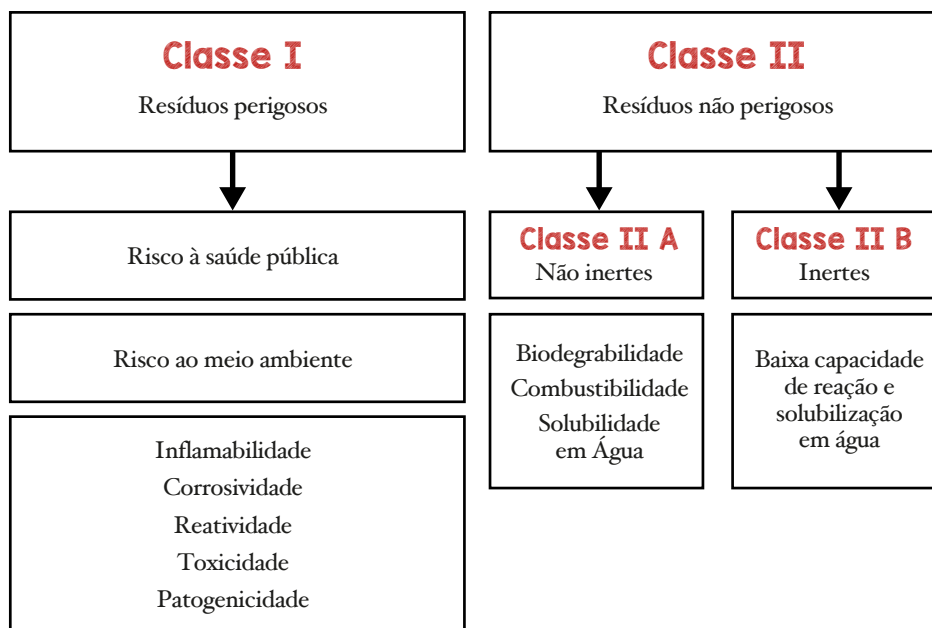 Classe I
Resíduos perigosos
Classe II
Resíduos não perigosos
Risco à saúde pública
Risco ao meio ambiente
Inflamabilidade
Corrosividade
Reatividade
Toxicidade
Patogenicidade
Classe II A
Não inertes
Biodegrabilidade
Combustibilidade
Solubilidade
em Água
Classe II B
Inertes
Baixa capacidade
de reação e
solubilização
em água